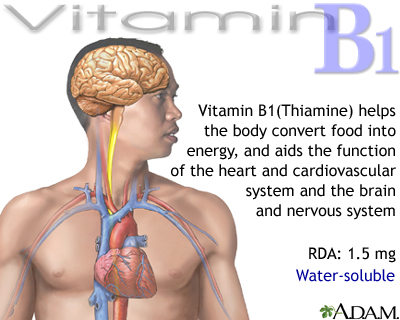 Vitamin B1
Vitamin B1(Thiamine) helps
the body convert food into
energy, and aids the function
of the heart and cardiovascular
system and the brain
and nervous system
RDA: 1.5 mg
Water-soluble
ADAM.